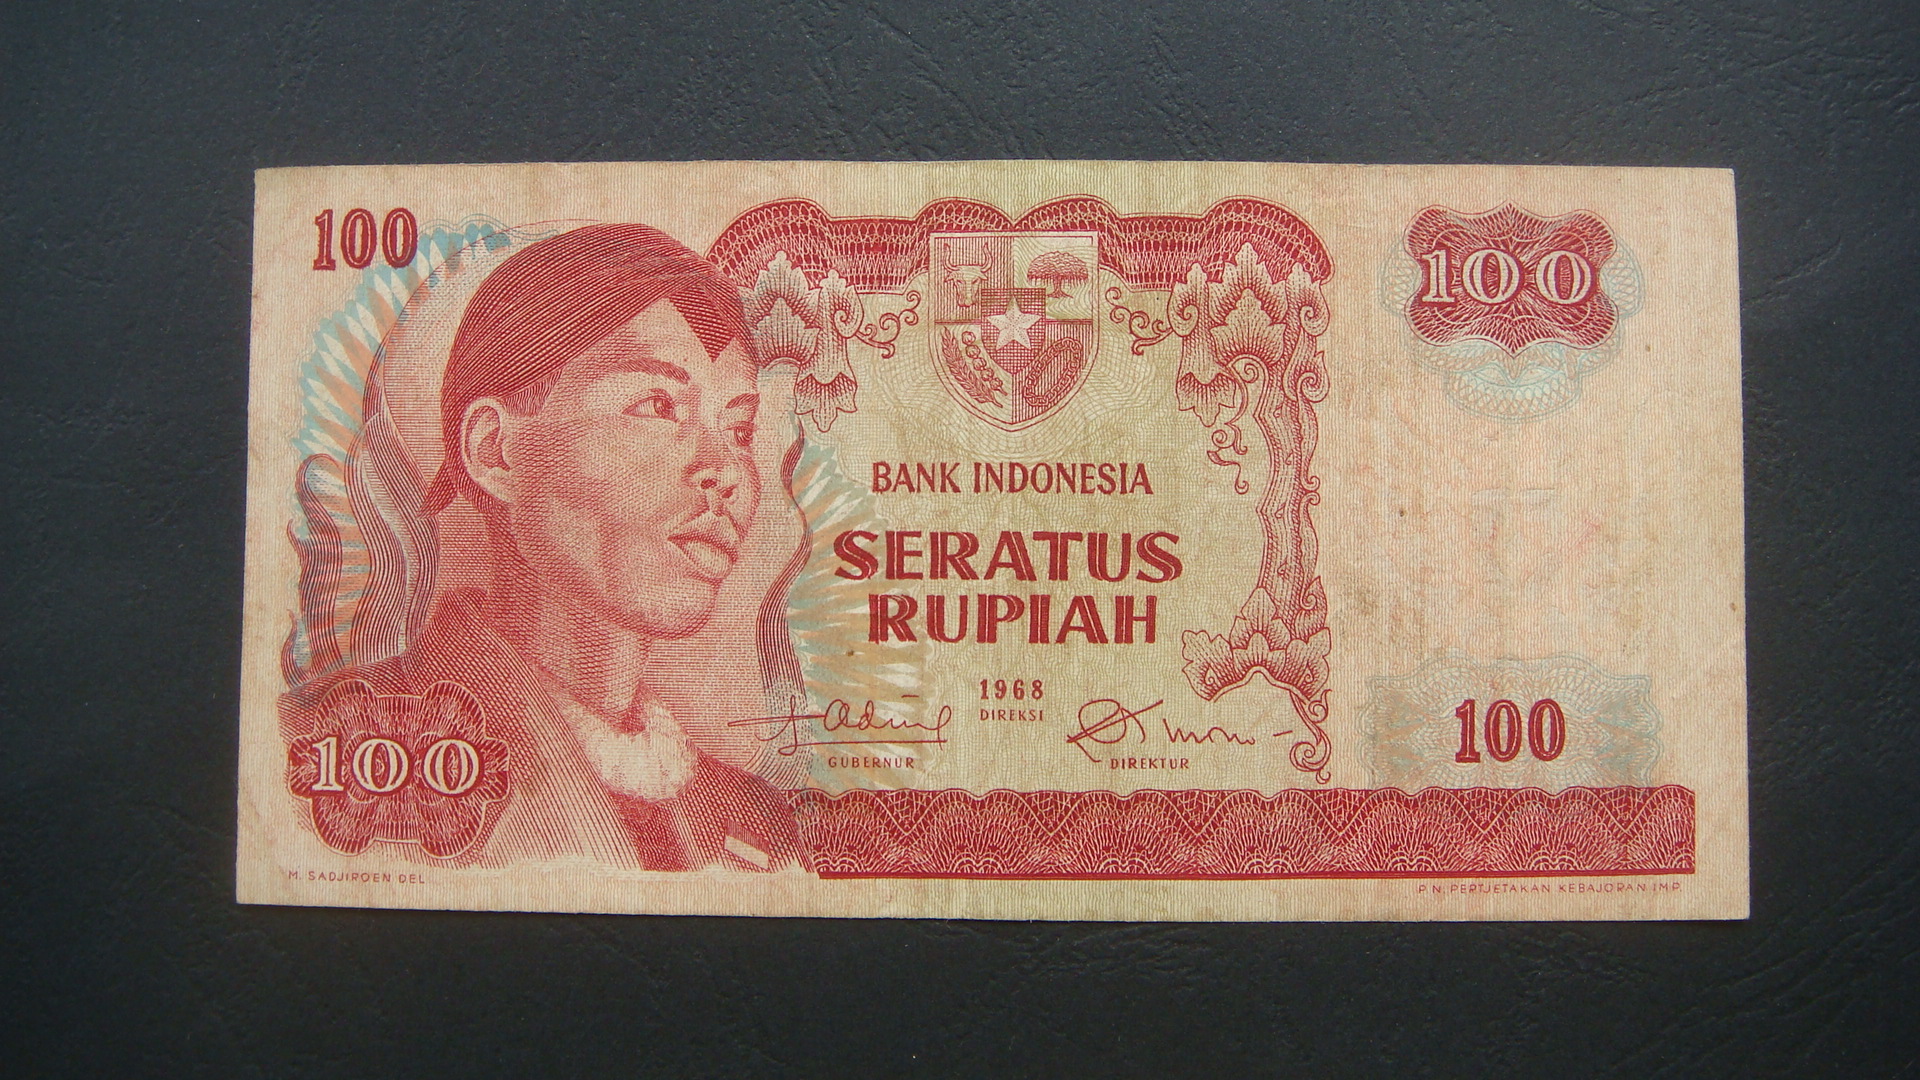 100
100
BANK INDONESIA
SERATUS
RUPIAH
1968
DIREKSI
GUBERNUR
DIREKTUR
100
100
M. SADJIROEN DEL.
P.N. PERTJETAKAN KEBAJORAN IMP.